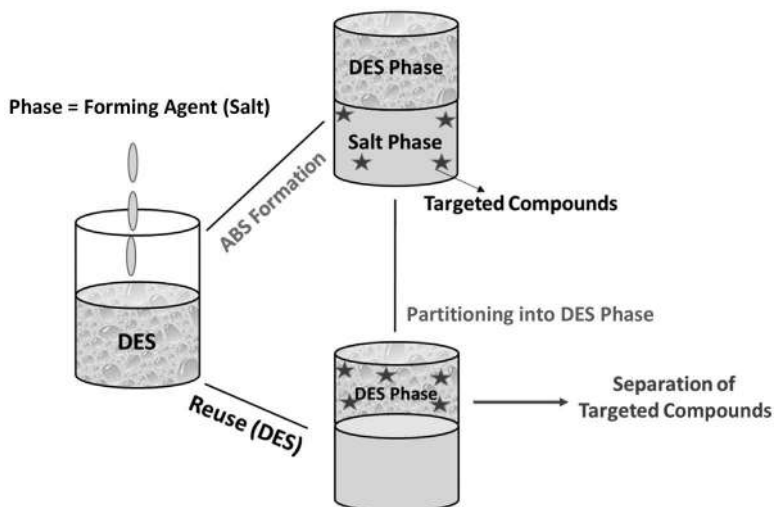 DES Phase
Phase = Forming Agent (Salt)
Salt Phase
ABS Formation
Targeted Compounds
Partitioning into DES Phase
DES
DES Phase
Separation of
Targeted Compounds
Reuse (DES)